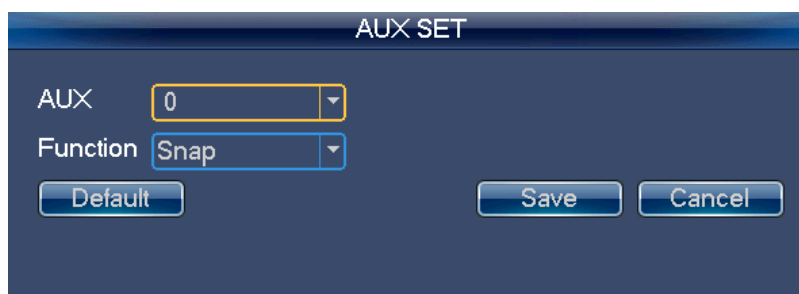 AUX SET
AUX 0
Function Snap
Default Save Cancel